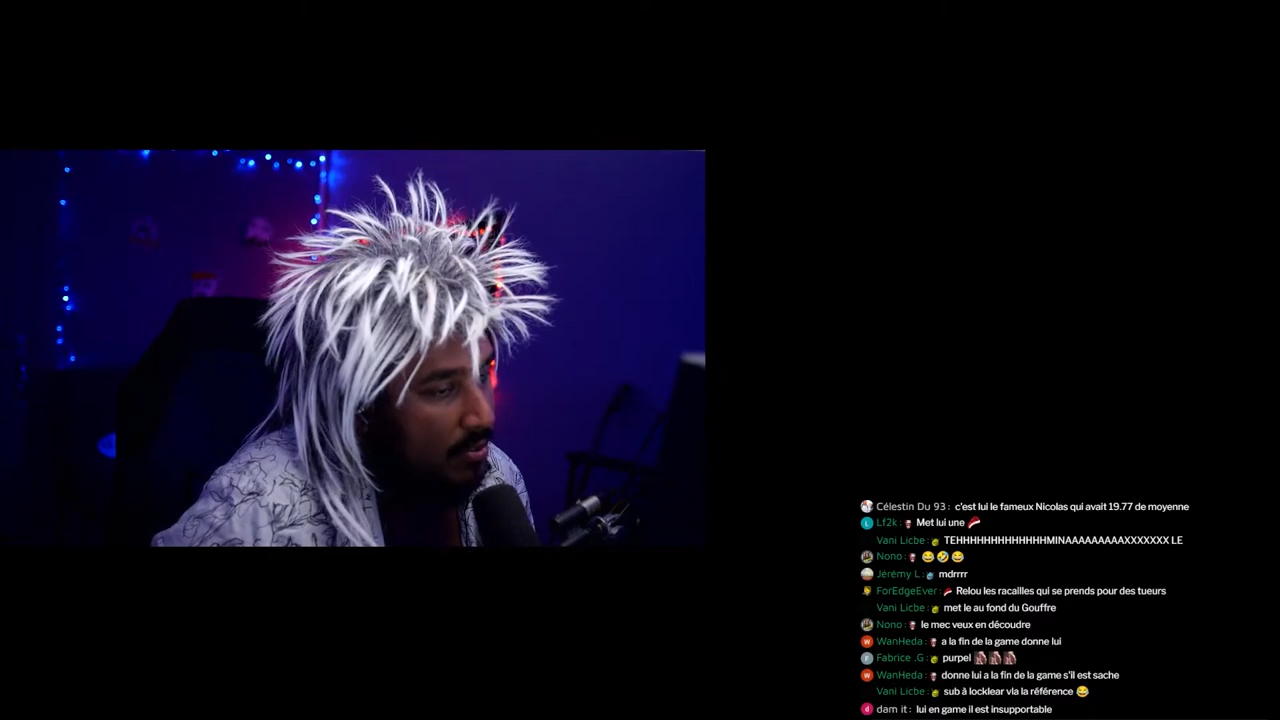 Célestin Du 93 : c'est lui le fameux Nicolas qui avait 19.77 de moyenne
Lf2k : Met lui une
Vani Licbe : TEHHHHHHHHHHHHHMINAAAAAAAAAXXXXXXX LE
Nono :
Jérémy L : mdrrrr
ForEdgeEver : Relou les racailles qui se prends pour des tueurs
Vani Licbe : met le au fond du Gouffre
Nono : le mec veux en découdre
WanHeda : a la fin de la game donne lui
Fabrice .G : purpel
WanHeda : donne lui a la fin de la game s'il est sache
Vani Licbe : sub à locklear vla la référence
dam it : lui en game il est insupportable